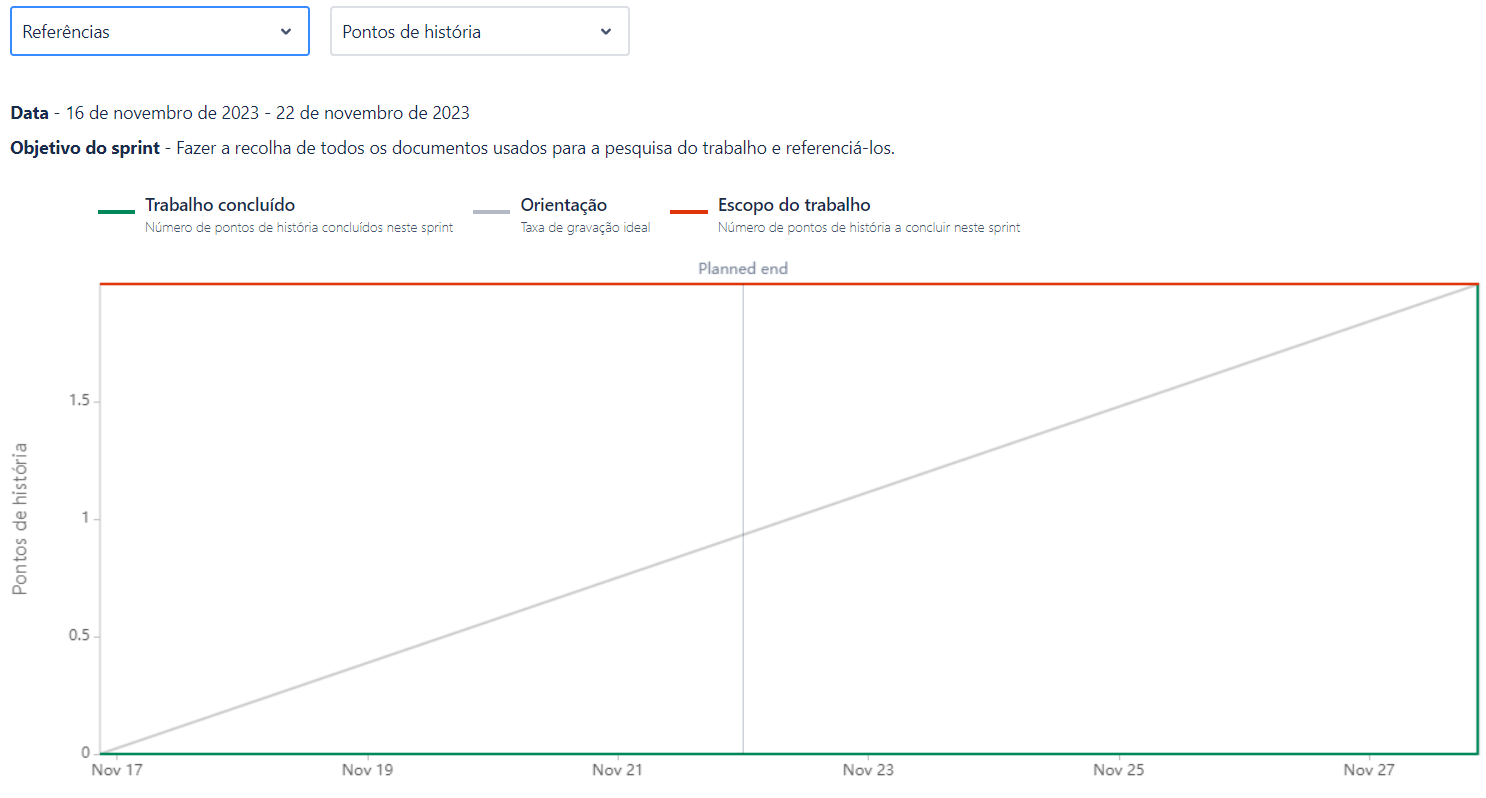 Referências
Pontos de história
Data - 16 de novembro de 2023 - 22 de novembro de 2023
Objetivo do sprint - Fazer a recolha de todos os documentos usados para a pesquisa do trabalho e referenciá-los.
Trabalho concluído
Número de pontos de história concluídos neste sprint
Orientação
Taxa de gravação ideal
Escopo do trabalho
Número de pontos de história a concluir neste sprint
Planned end
Pontos de história
1.5
1
0.5
0
Nov 17
Nov 19
Nov 21
Nov 23
Nov 25
Nov 27